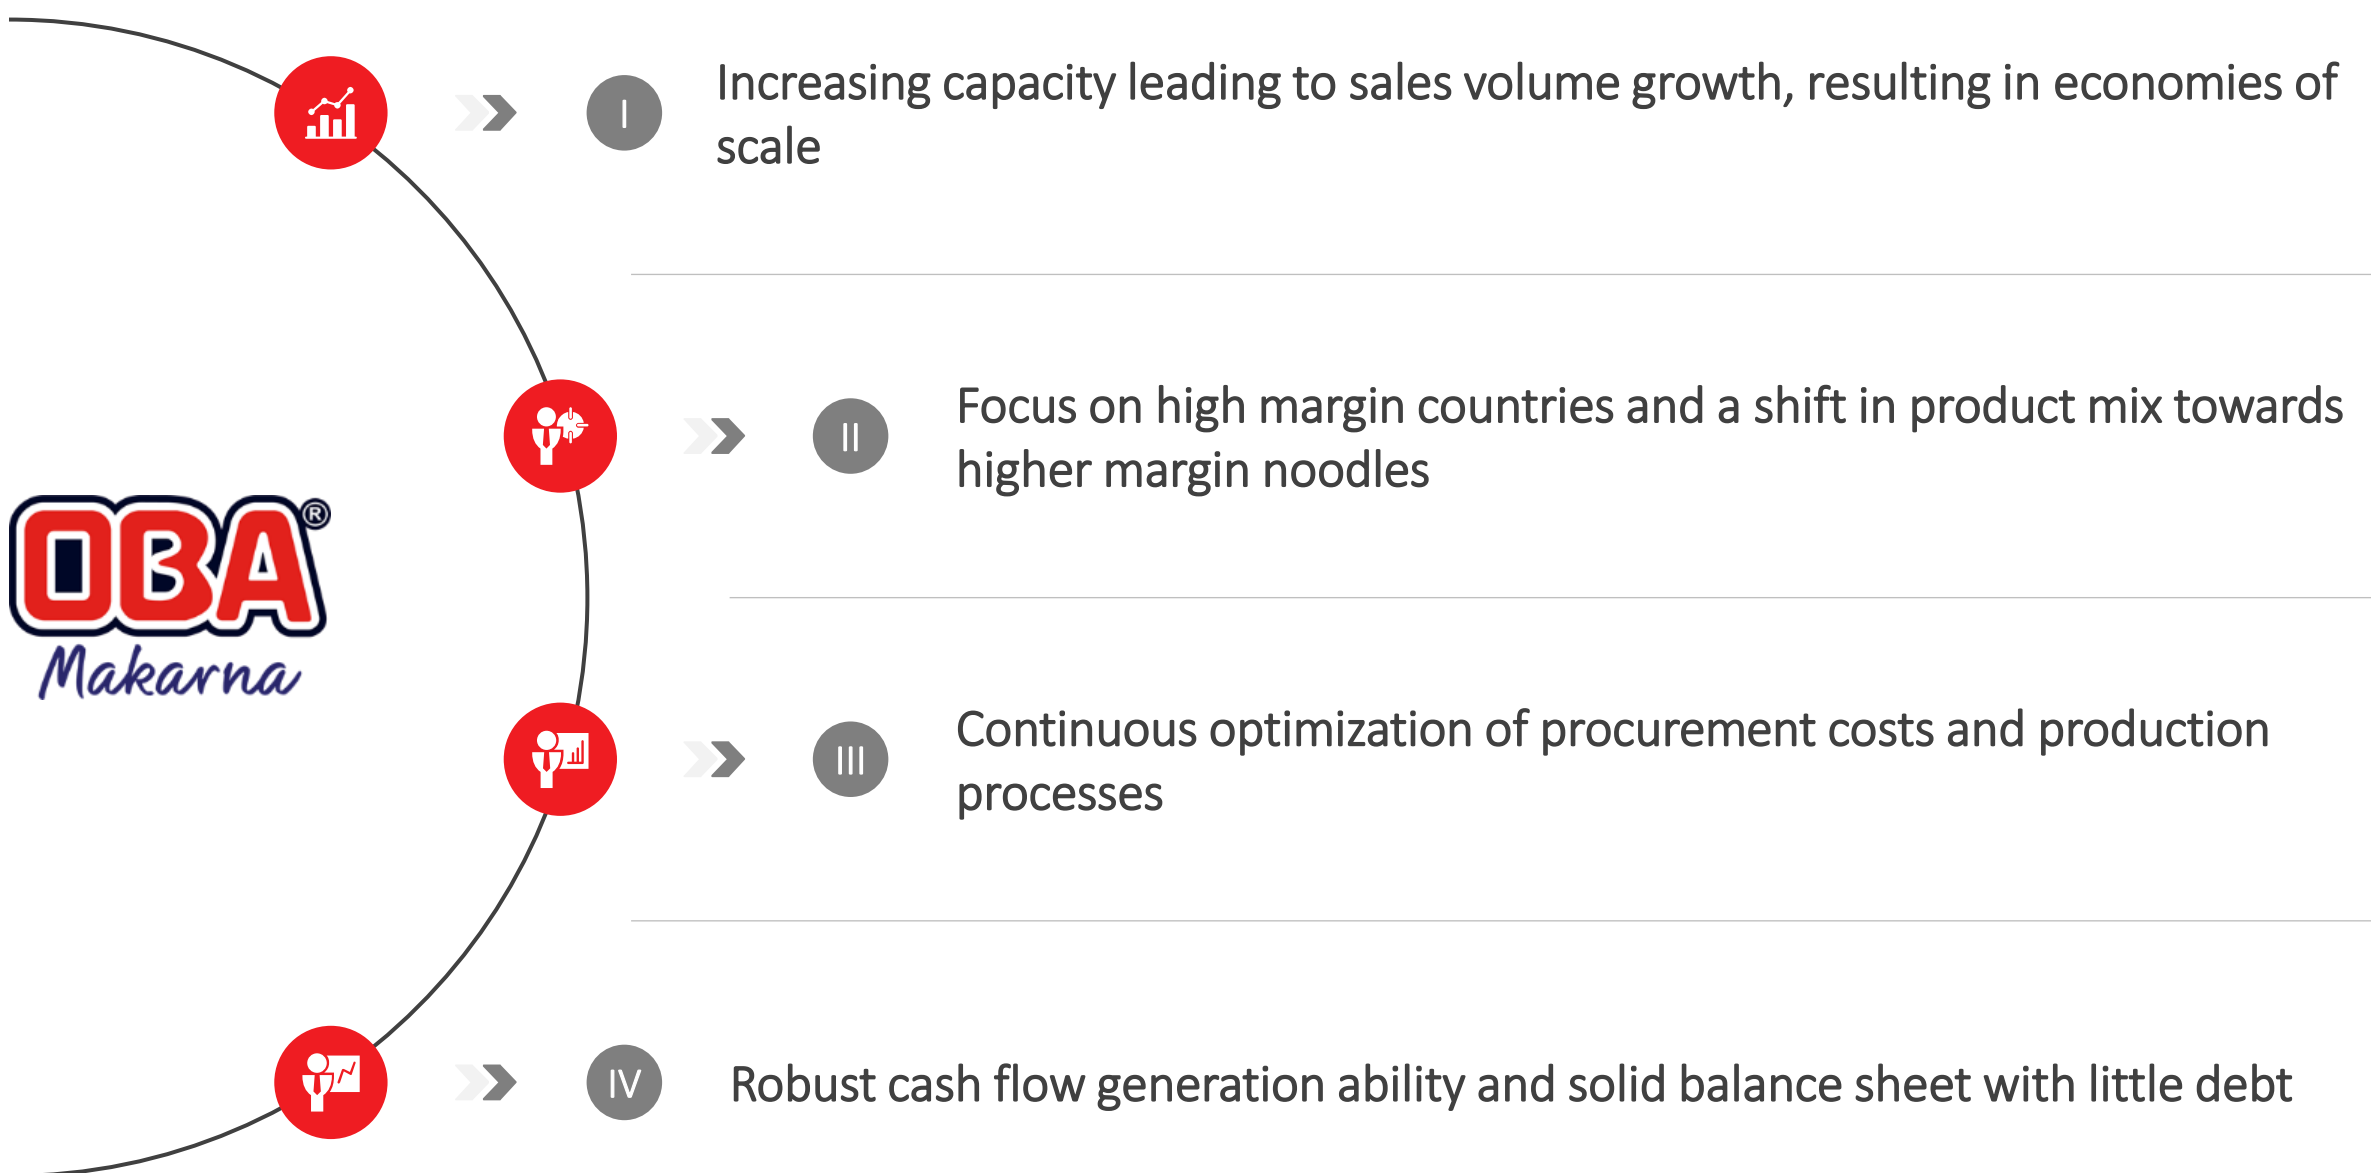 I
Increasing capacity leading to sales volume growth, resulting in economies of
scale
II
Focus on high margin countries and a shift in product mix towards
higher margin noodles
OBA®
Makarna
III
Continuous optimization of procurement costs and production
processes
IV
Robust cash flow generation ability and solid balance sheet with little debt